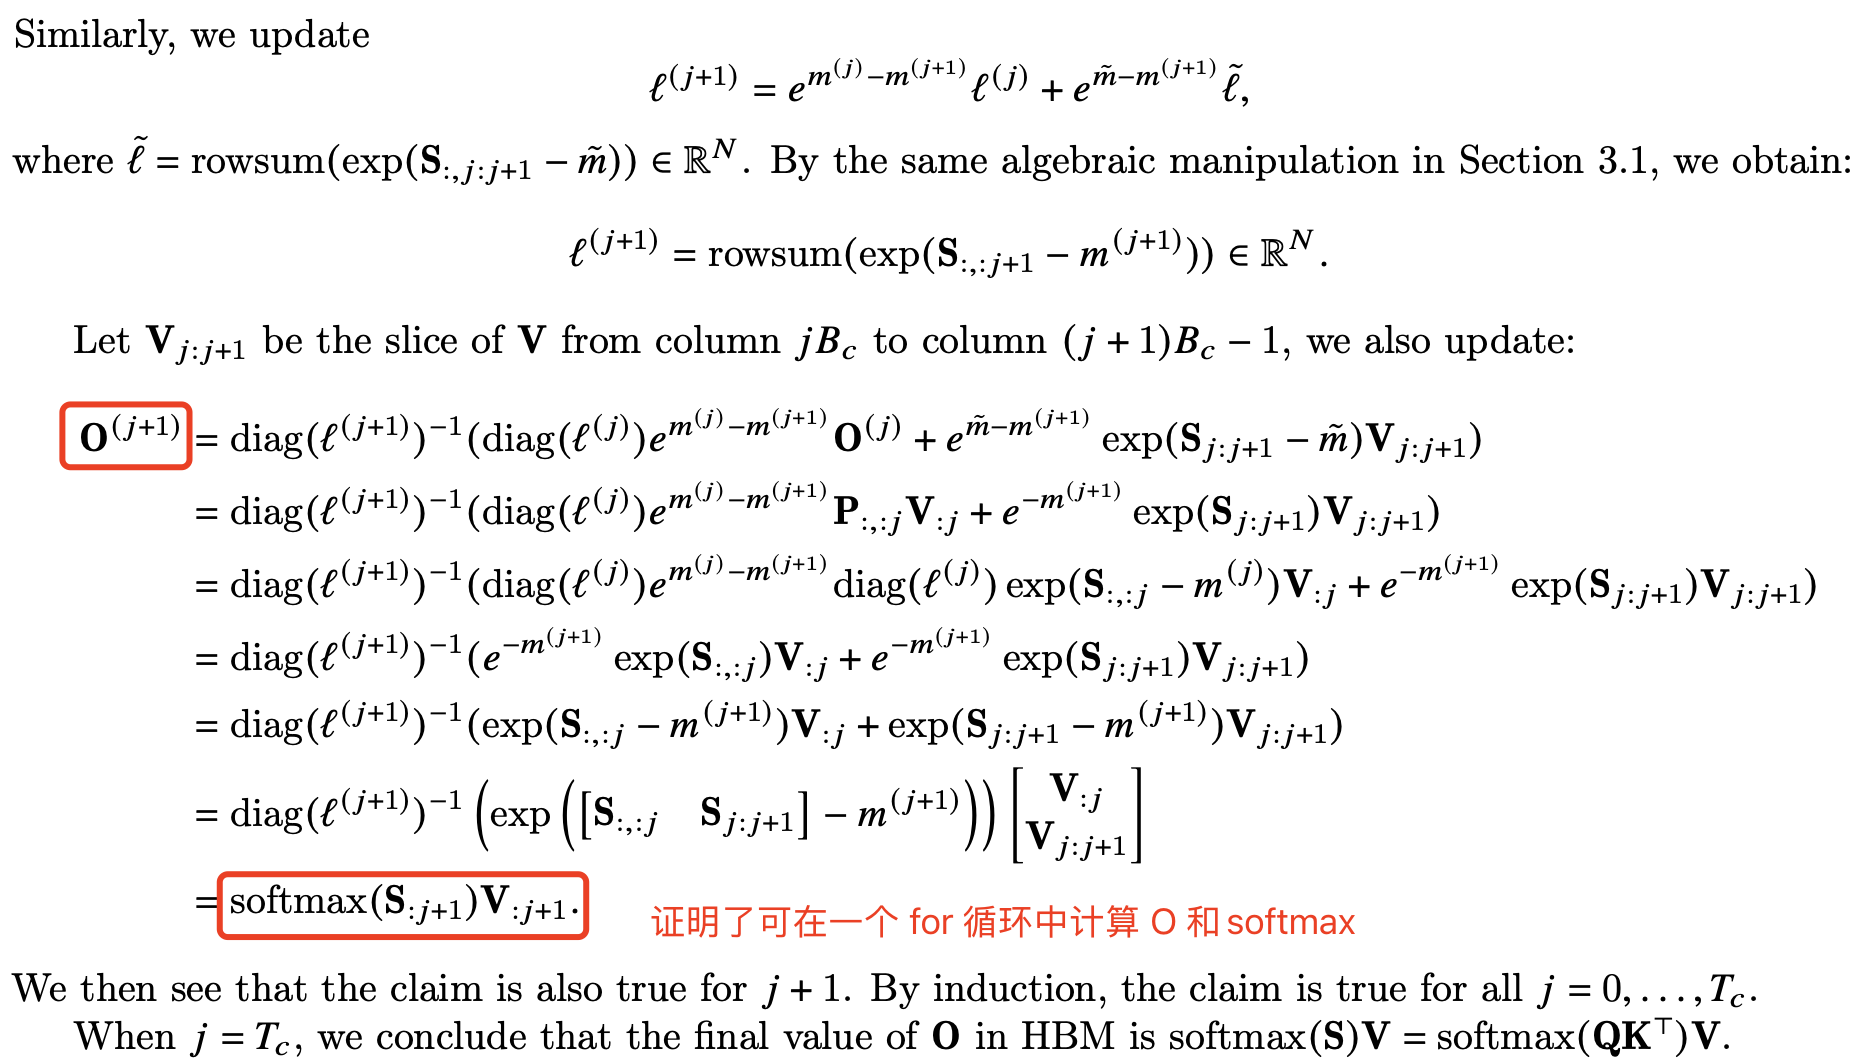 Similarly, we update
ℓ^{(j+1)} = e^{m^{(j)}−m^{(j+1)}} ℓ^{(j)} + e^{m̃−m^{(j+1)}} ℓ̃,
where ℓ̃ = rowsum(exp(S_{:,j:j+1} − m̃)) ∈ ℝ^N. By the same algebraic manipulation in Section 3.1, we obtain:
ℓ^{(j+1)} = rowsum(exp(S_{:,:j+1} − m^{(j+1)})) ∈ ℝ^N.
Let V_{j:j+1} be the slice of V from column jB_c to column (j + 1)B_c − 1, we also update:
O^{(j+1)} = diag(ℓ^{(j+1)})^{−1}(diag(ℓ^{(j)})e^{m^{(j)}−m^{(j+1)}} O^{(j)} + e^{m̃−m^{(j+1)}} exp(S_{j:j+1} − m̃)V_{j:j+1})
= diag(ℓ^{(j+1)})^{−1}(diag(ℓ^{(j)})e^{m^{(j)}−m^{(j+1)}} P_{:,:j}V_{:j} + e^{−m^{(j+1)}} exp(S_{j:j+1})V_{j:j+1})
= diag(ℓ^{(j+1)})^{−1}(diag(ℓ^{(j)})e^{m^{(j)}−m^{(j+1)}} diag(ℓ^{(j)}) exp(S_{:,:j} − m^{(j)})V_{:j} + e^{−m^{(j+1)}} exp(S_{j:j+1})V_{j:j+1})
= diag(ℓ^{(j+1)})^{−1}(e^{−m^{(j+1)}} exp(S_{:,:j})V_{:j} + e^{−m^{(j+1)}} exp(S_{j:j+1})V_{j:j+1})
= diag(ℓ^{(j+1)})^{−1}(exp(S_{:,:j} − m^{(j+1)})V_{:j} + exp(S_{j:j+1} − m^{(j+1)})V_{j:j+1})
= diag(ℓ^{(j+1)})^{−1} (exp([S_{:,:j} S_{j:j+1}] − m^{(j+1)})) [V_{:j} ; V_{j:j+1}]
= softmax(S_{:j+1})V_{:j+1}. 证明了可在一个 for 循环中计算 O 和 softmax
We then see that the claim is also true for j + 1. By induction, the claim is true for all j = 0, . . . , T_c.
When j = T_c, we conclude that the final value of O in HBM is softmax(S)V = softmax(QK^⊤)V.